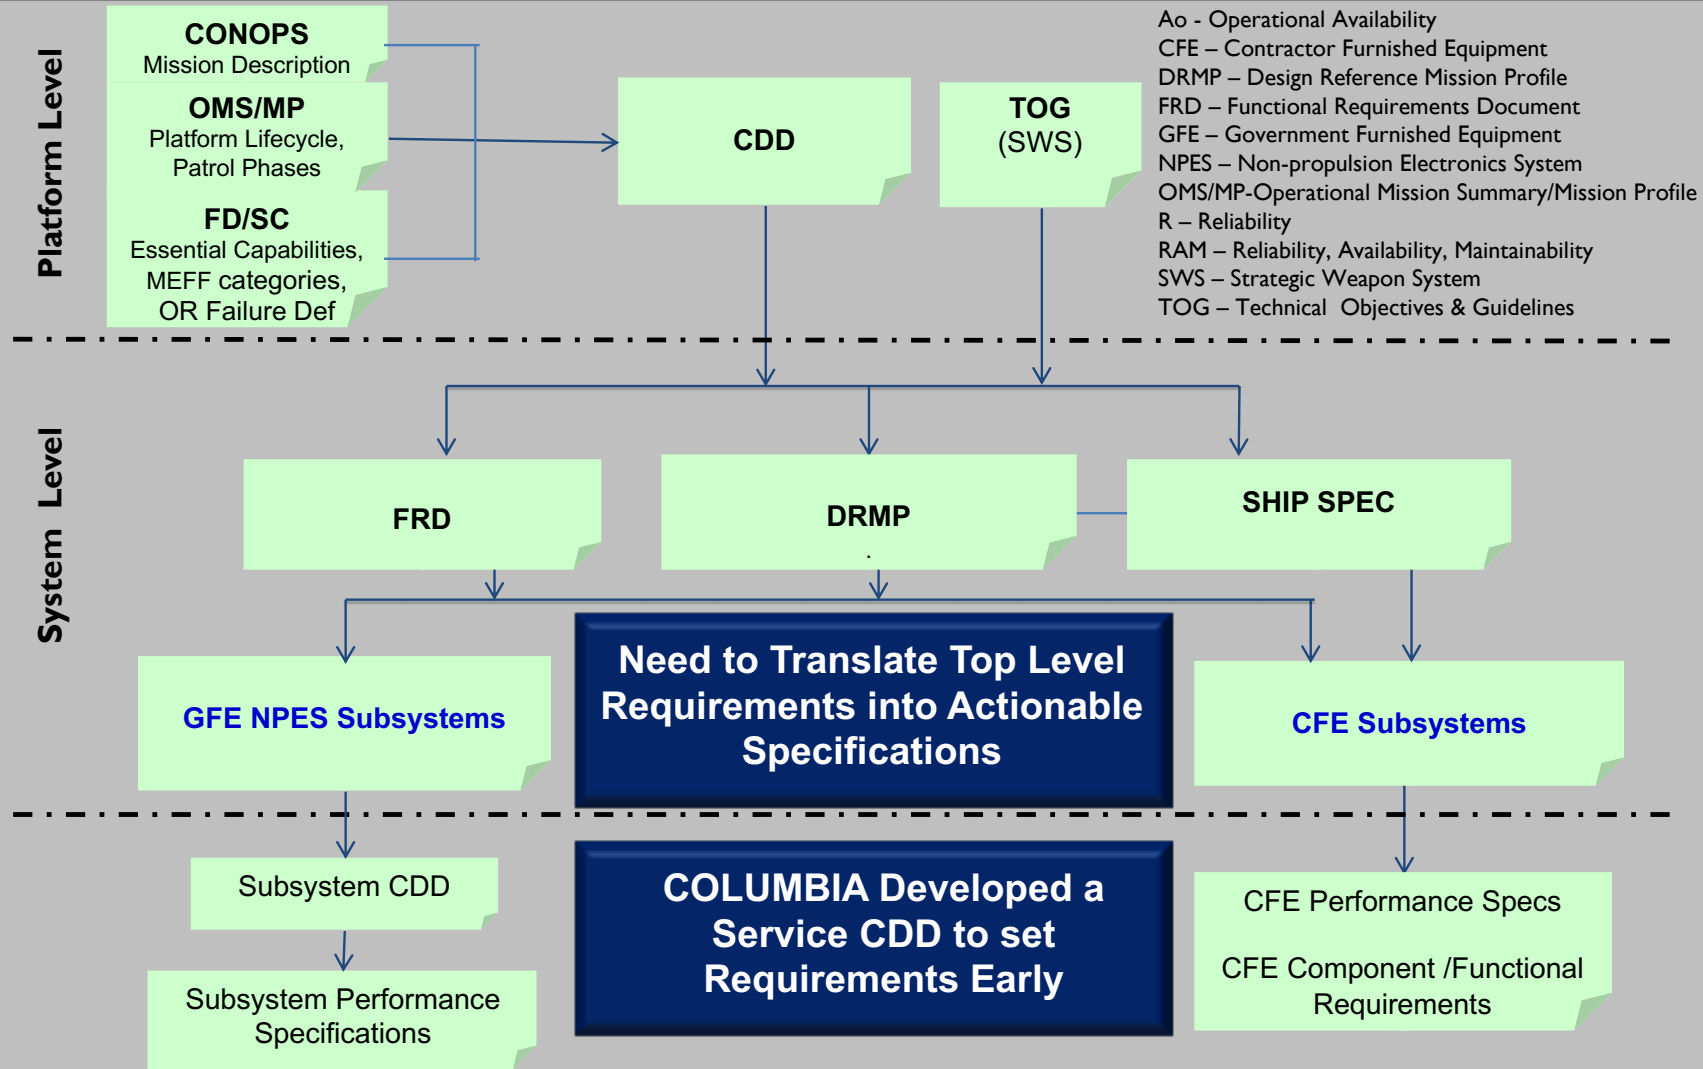 Platform Level
CONOPS
Mission Description
OMS/MP
Platform Lifecycle,
Patrol Phases
FD/SC
Essential Capabilities,
MEFF categories,
OR Failure Def
CDD
TOG
(SWS)
Ao - Operational Availability
CFE – Contractor Furnished Equipment
DRMP – Design Reference Mission Profile
FRD – Functional Requirements Document
GFE – Government Furnished Equipment
NPES – Non-propulsion Electronics System
OMS/MP-Operational Mission Summary/Mission Profile
R – Reliability
RAM – Reliability, Availability, Maintainability
SWS – Strategic Weapon System
TOG – Technical Objectives & Guidelines
System Level
FRD
DRMP
.
SHIP SPEC
GFE NPES Subsystems
Need to Translate Top Level
Requirements into Actionable
Specifications
CFE Subsystems
Subsystem CDD
Subsystem Performance
Specifications
COLUMBIA Developed a
Service CDD to set
Requirements Early
CFE Performance Specs
CFE Component /Functional
Requirements